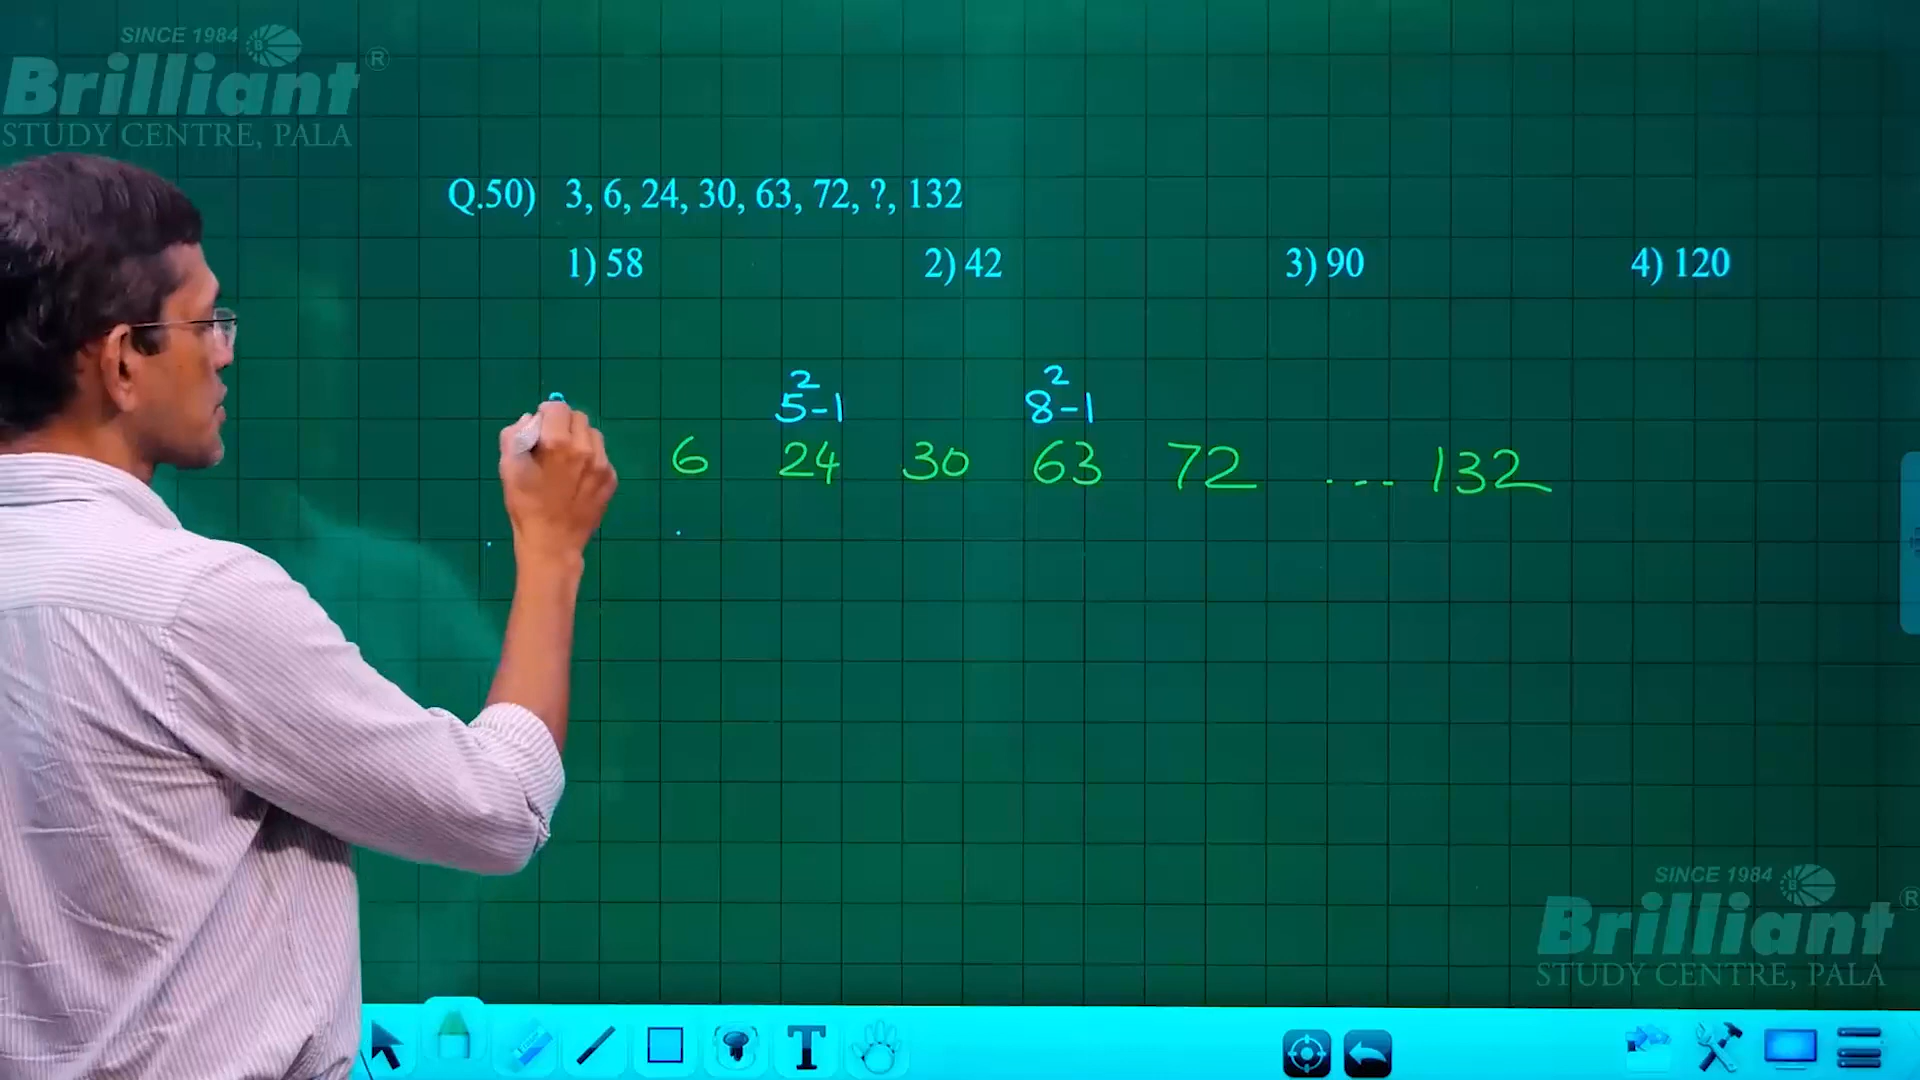 SINCE 1984
Brilliant®
STUDY CENTRE, PALA
Q.50) 3, 6, 24, 30, 63, 72, ?, 132
1) 58 2) 42 3) 90 4) 120
5²-1 8²-1
6 24 30 63 72 ... 132
SINCE 1984
Brilliant®
STUDY CENTRE, PALA
T